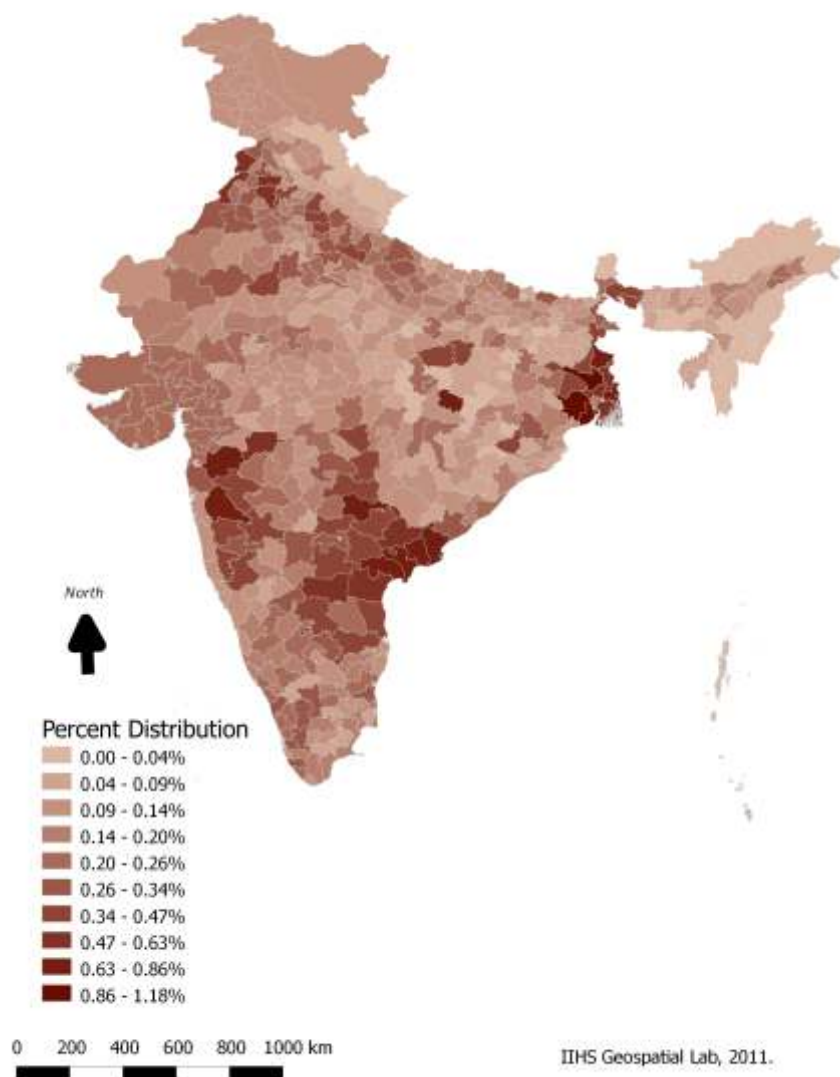 North
Percent Distribution
0.00 - 0.04%
0.04 - 0.09%
0.09 - 0.14%
0.14 - 0.20%
0.20 - 0.26%
0.26 - 0.34%
0.34 - 0.47%
0.47 - 0.63%
0.63 - 0.86%
0.86 - 1.18%
0 200 400 600 800 1000 km
IIHS Geospatial Lab, 2011.